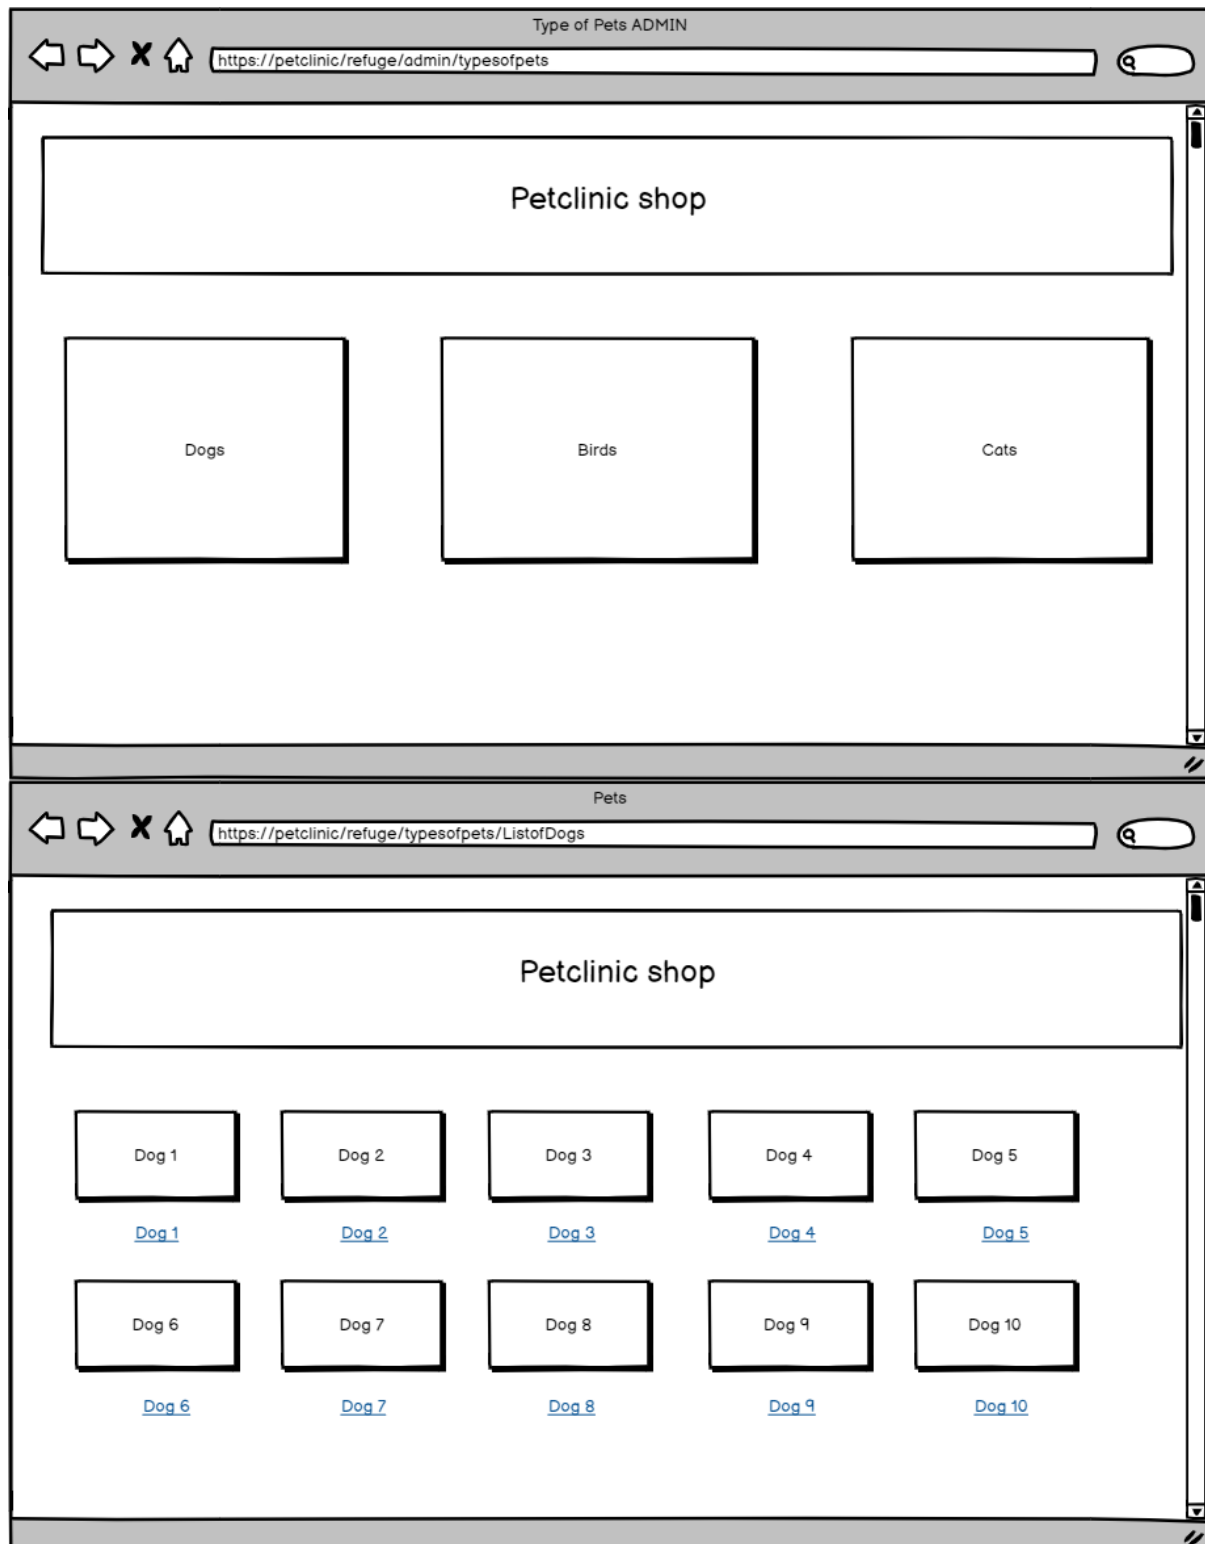 Type of Pets ADMIN
https://petclinic/refuge/admin/typesofpets
Petclinic shop
Dogs Birds Cats
Pets
https://petclinic/refuge/typesofpets/ListofDogs
Petclinic shop
Dog 1 Dog 2 Dog 3 Dog 4 Dog 5
Dog 1 Dog 2 Dog 3 Dog 4 Dog 5
Dog 6 Dog 7 Dog 8 Dog 9 Dog 10
Dog 6 Dog 7 Dog 8 Dog 9 Dog 10